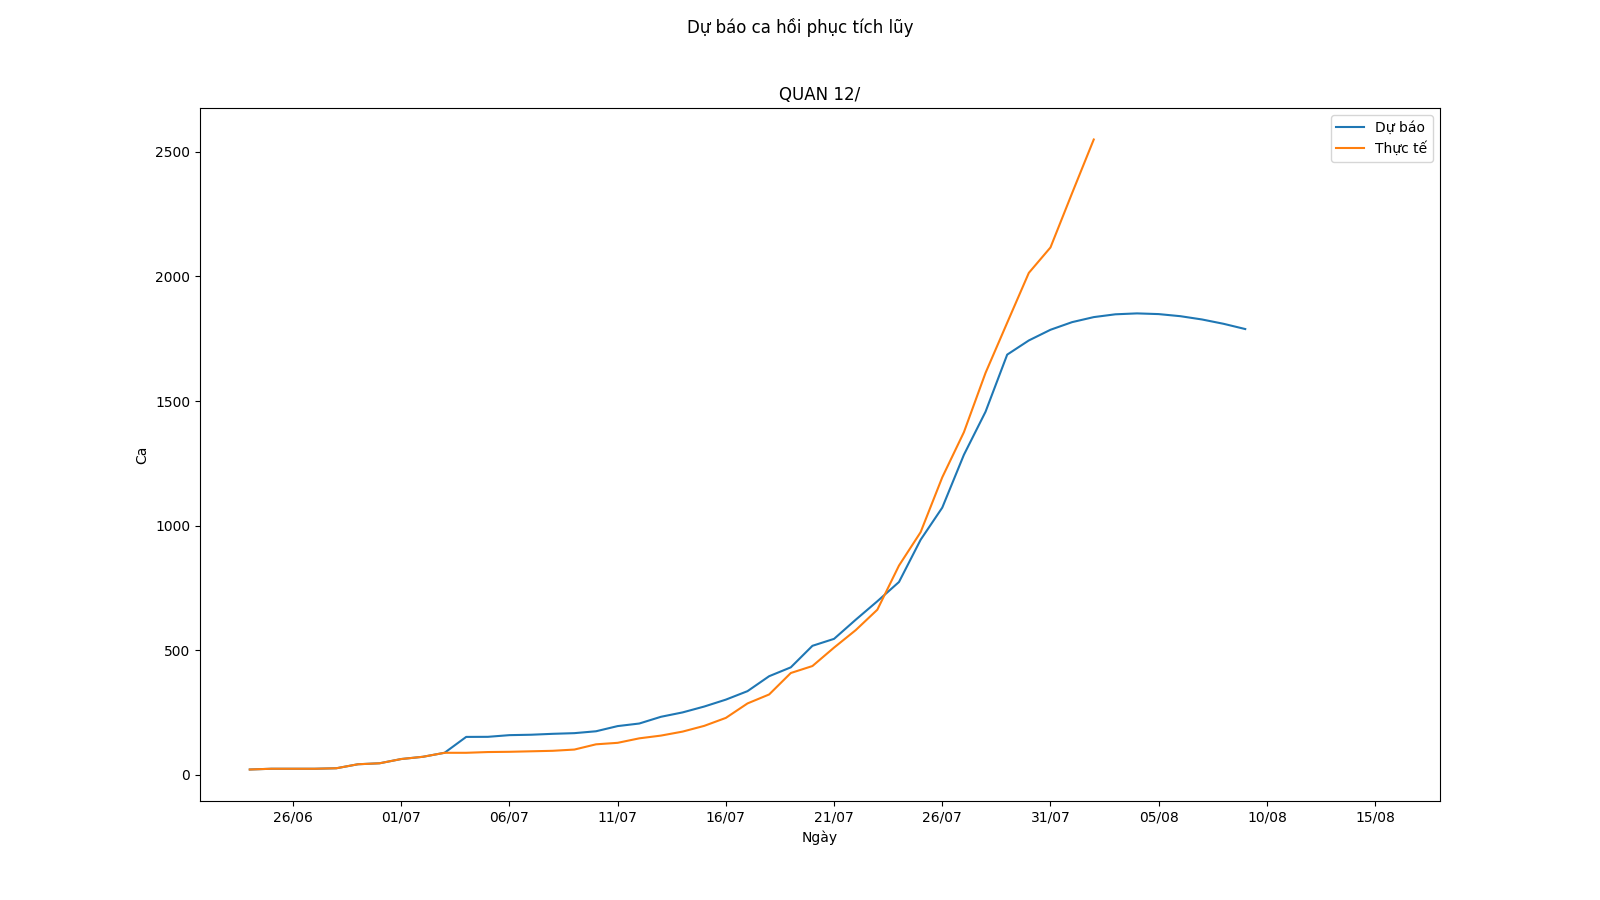 Dự báo ca hồi phục tích lũy
QUAN 12/
Dự báo
Thực tế
2500
2000
1500
1000
500
0
Ca
26/06 01/07 06/07 11/07 16/07 21/07 26/07 31/07 05/08 10/08 15/08
Ngày